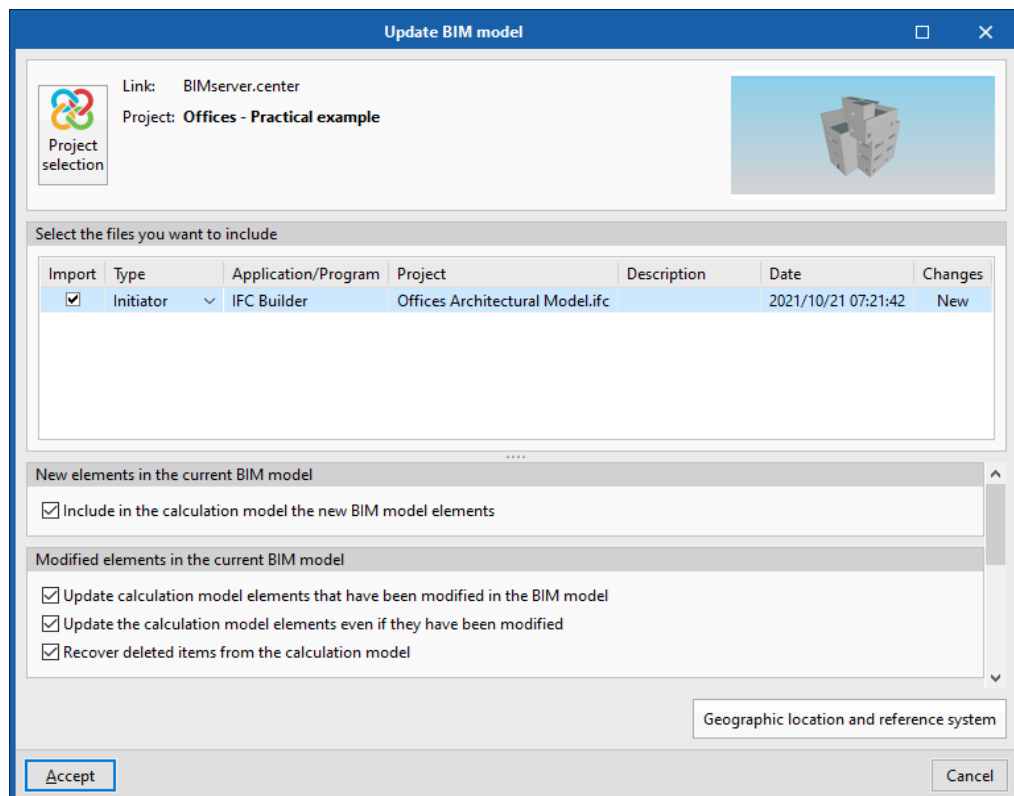 Update BIM model
Link: BIMserver.center
Project: Offices - Practical example
Project
selection
Select the files you want to include
Import Type Application/Program Project Description Date Changes
Initiator IFC Builder Offices Architectural Model.ifc 2021/10/21 07:21:42 New
New elements in the current BIM model
Include in the calculation model the new BIM model elements
Modified elements in the current BIM model
Update calculation model elements that have been modified in the BIM model
Update the calculation model elements even if they have been modified
Recover deleted items from the calculation model
Geographic location and reference system
Accept Cancel